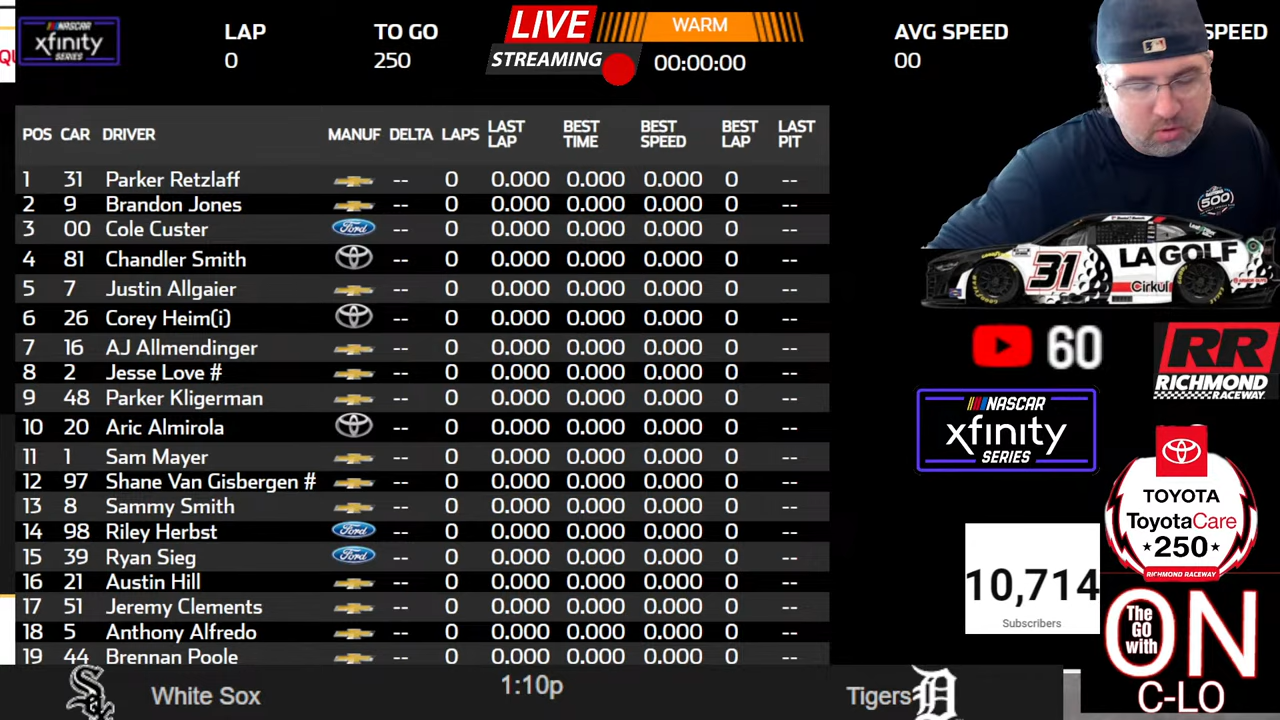 NASCAR
xfinity
SERIES
LAP
0
TO GO
250
LIVE
STREAMING
WARM
00:00:00
AVG SPEED
00
SPEED
POS CAR DRIVER MANUF DELTA LAPS LAST LAP BEST TIME BEST SPEED BEST LAP LAST PIT
1 31 Parker Retzlaff -- 0 0.000 0.000 0.000 0 --
2 9 Brandon Jones -- 0 0.000 0.000 0.000 0 --
3 00 Cole Custer Ford -- 0 0.000 0.000 0.000 0 --
4 81 Chandler Smith -- 0 0.000 0.000 0.000 0 --
5 7 Justin Allgaier -- 0 0.000 0.000 0.000 0 --
6 26 Corey Heim(i) -- 0 0.000 0.000 0.000 0 --
7 16 AJ Allmendinger -- 0 0.000 0.000 0.000 0 --
8 2 Jesse Love # -- 0 0.000 0.000 0.000 0 --
9 48 Parker Kligerman -- 0 0.000 0.000 0.000 0 --
10 20 Aric Almirola -- 0 0.000 0.000 0.000 0 --
11 1 Sam Mayer -- 0 0.000 0.000 0.000 0 --
12 97 Shane Van Gisbergen # -- 0 0.000 0.000 0.000 0 --
13 8 Sammy Smith -- 0 0.000 0.000 0.000 0 --
14 98 Riley Herbst Ford -- 0 0.000 0.000 0.000 0 --
15 39 Ryan Sieg Ford -- 0 0.000 0.000 0.000 0 --
16 21 Austin Hill -- 0 0.000 0.000 0.000 0 --
17 51 Jeremy Clements -- 0 0.000 0.000 0.000 0 --
18 5 Anthony Alfredo -- 0 0.000 0.000 0.000 0 --
19 44 Brennan Poole -- 0 0.000 0.000 0.000 0 --
500
31
LA GOLF
Cirkul
60
RR
RICHMOND
RACEWAY
NASCAR
xfinity
SERIES
TOYOTA
ToyotaCare
250
RICHMOND RACEWAY
10,714
Subscribers
The GO with
ON
C-LO
Sox
White Sox
1:10p
Tigers
D